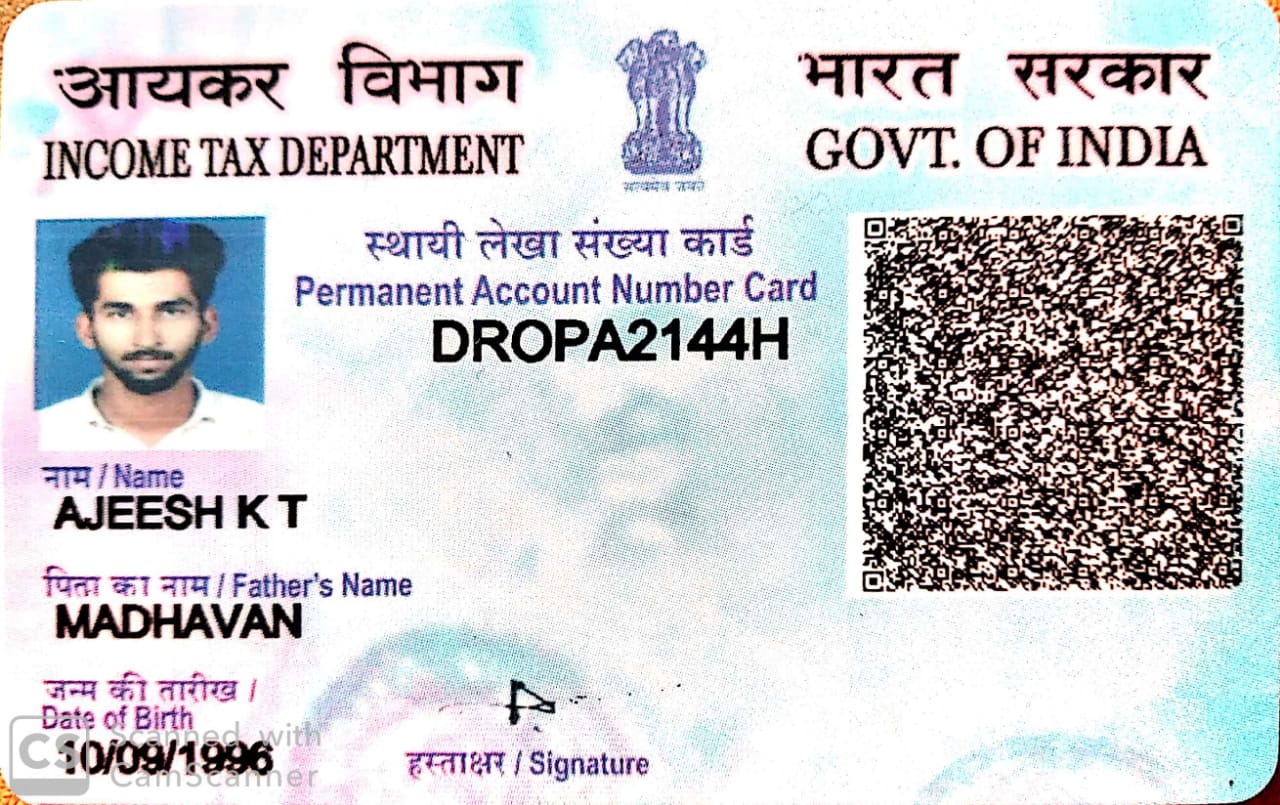 आयकर विभाग
INCOME TAX DEPARTMENT
सत्यमेव जयते
भारत सरकार
GOVT. OF INDIA
स्थायी लेखा संख्या कार्ड
Permanent Account Number Card
DROPA2144H
नाम / Name
AJEESH K T
पिता का नाम / Father's Name
MADHAVAN
जन्म की तारीख /
Date of Birth
10/09/1996
हस्ताक्षर / Signature
CS Scanned with
CamScanner